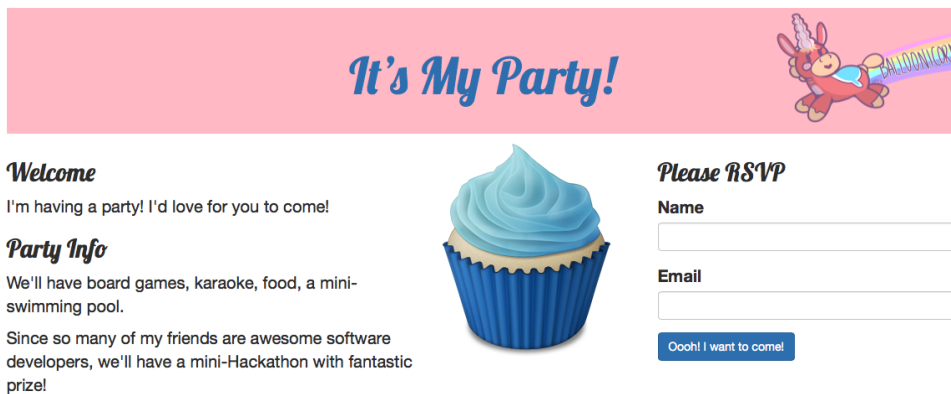 It's My Party!
BALLOONICORN
Welcome
I'm having a party! I'd love for you to come!
Party Info
We'll have board games, karaoke, food, a mini-
swimming pool.
Since so many of my friends are awesome software
developers, we'll have a mini-Hackathon with fantastic
prize!
Please RSVP
Name
Email
Oooh! I want to come!